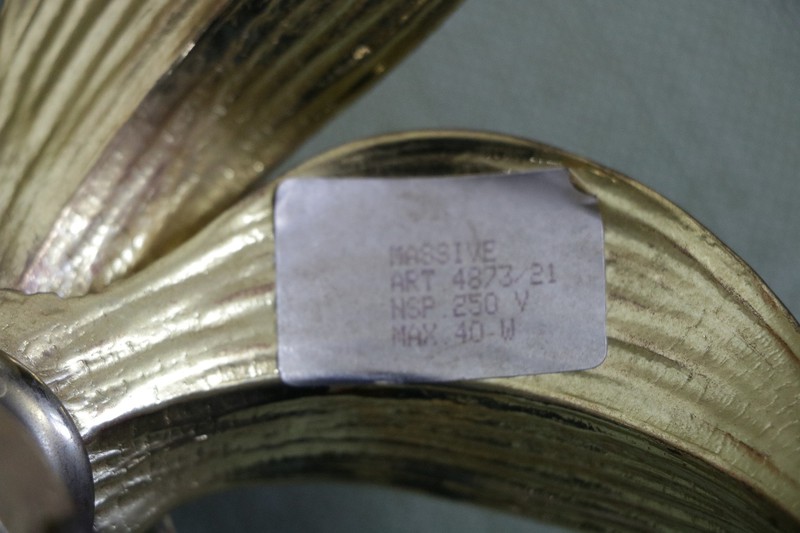 MASSIVE
ART 4873/21
NSP 250 V
MAX 40 W